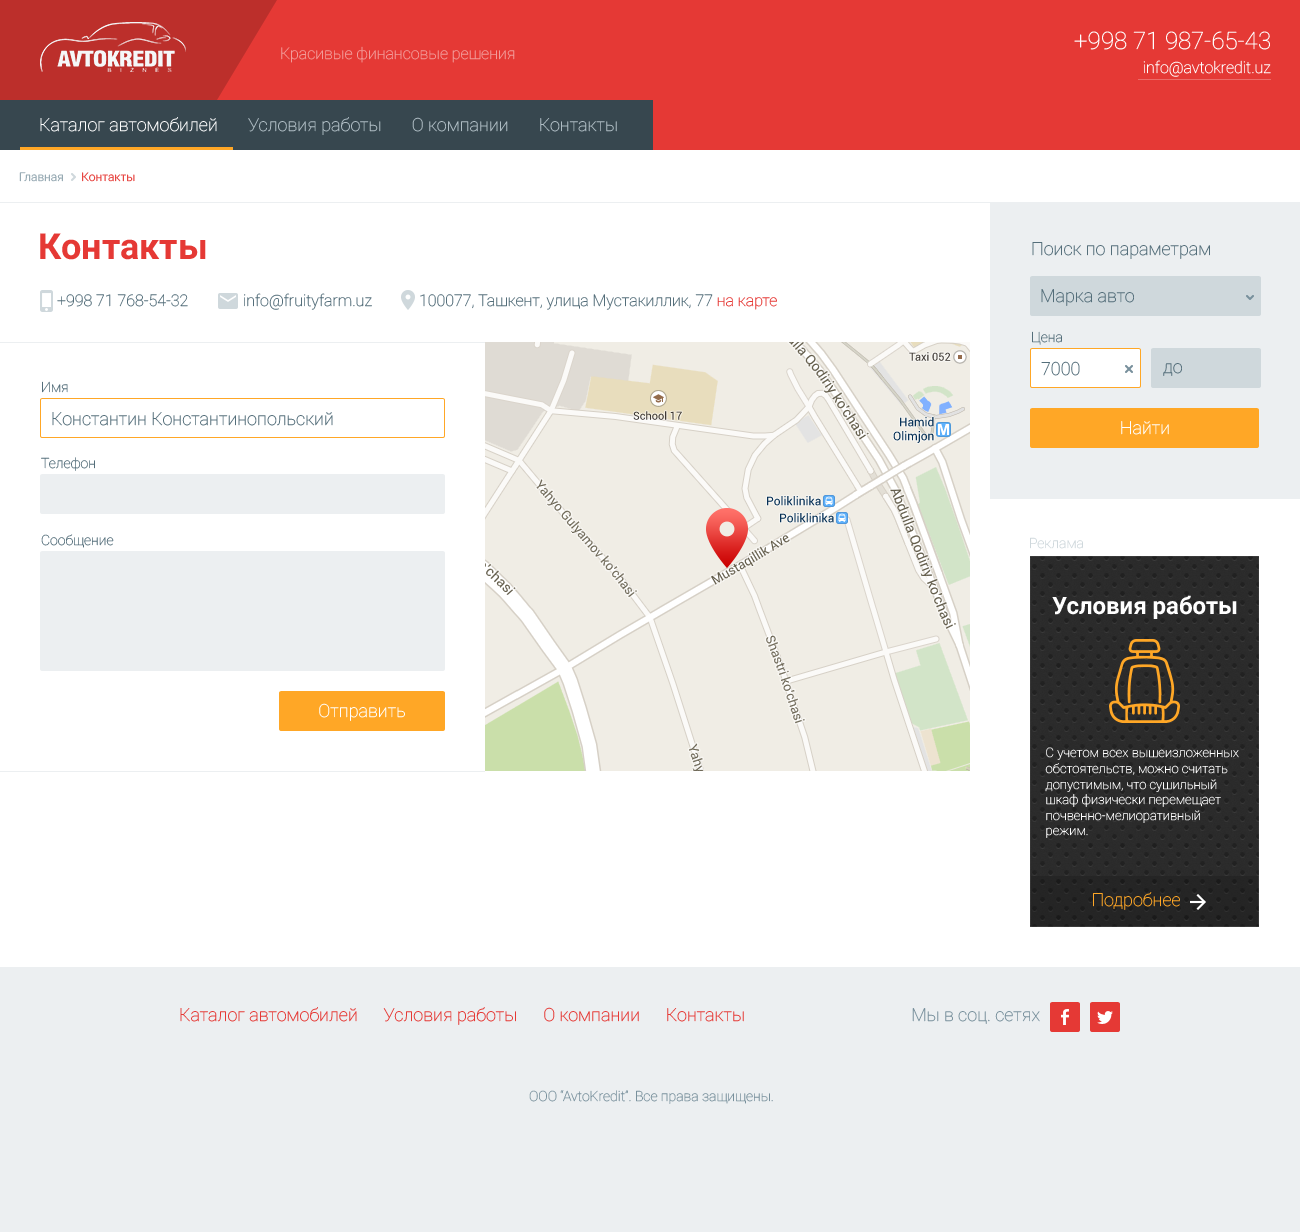 AVTOKREDIT
BIZNES
Красивые финансовые решения
+998 71 987-65-43
info@avtokredit.uz
Каталог автомобилей Условия работы О компании Контакты
Главная Контакты
Контакты
+998 71 768-54-32 info@fruityfarm.uz 100077, Ташкент, улица Мустакиллик, 77 на карте
Имя
Константин Константинопольский
Телефон
Сообщение
Отправить
School 17
Taxi 052
Hamid
Olimjon
M
Poliklinika
Poliklinika
Mustaqillik Ave
Yahyo Gulyamov ko'chasi
o'chasi
Shastri ko'chasi
Yahy
ulla Qodiriy ko'chasi
Abdulla Qodiriy ko'chasi
Поиск по параметрам
Марка авто
Цена
7000
до
Найти
Реклама
Условия работы
С учетом всех вышеизложенных
обстоятельств, можно считать
допустимым, что сушильный
шкаф физически перемещает
почвенно-мелиоративный
режим.
Подробнее
Каталог автомобилей Условия работы О компании Контакты
Мы в соц. сетях
ООО "AvtoKredit". Все права защищены.